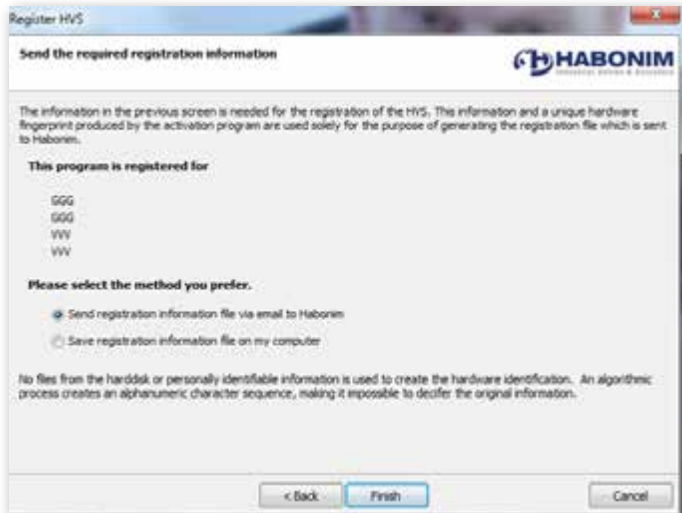 Register HVS
Send the required registration information
HABONIM
The information in the previous screen is needed for the registration of the HVS. This information and a unique hardware
fingerprint produced by the activation program are used solely for the purpose of generating the registration file which is sent
to Habonim.
This program is registered for
GGG
GGG
VVV
VVV
Please select the method you prefer.
Send registration information file via email to Habonim
Save registration information file on my computer
No files from the harddisk or personally identifiable information is used to create the hardware identification. An algorithmic
process creates an alphanumeric character sequence, making it impossible to decifer the original information.
< Back
Finish
Cancel